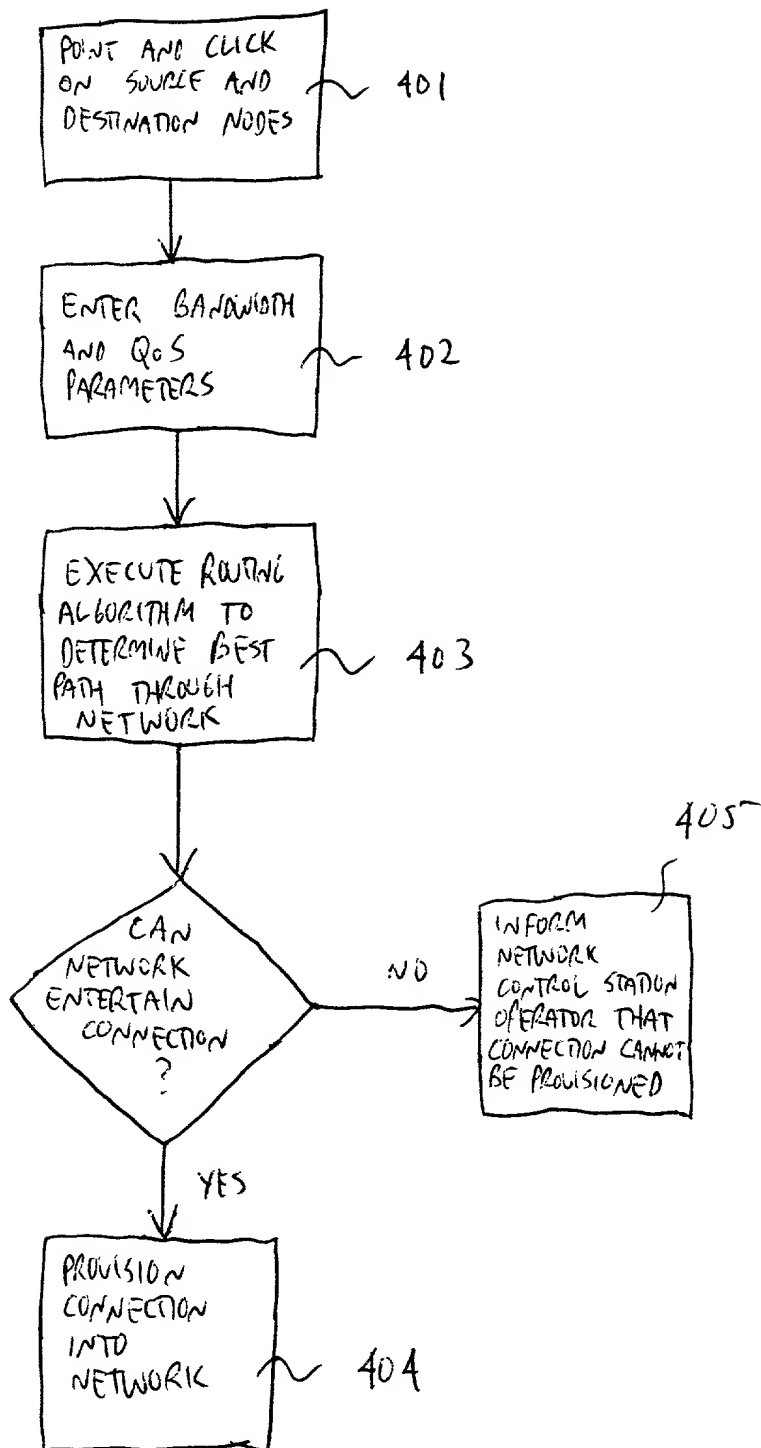 POINT AND CLICK
ON SOURCE AND
DESTINATION NODES
401
ENTER BANDWIDTH
AND QoS
PARAMETERS
402
EXECUTE ROUTING
ALGORITHM TO
DETERMINE BEST
PATH THROUGH
NETWORK
403
CAN
NETWORK
ENTERTAIN
CONNECTION
?
NO
405
INFORM
NETWORK
CONTROL STATION
OPERATOR THAT
CONNECTION CANNOT
BE PROVISIONED
YES
PROVISION
CONNECTION
INTO
NETWORK
404